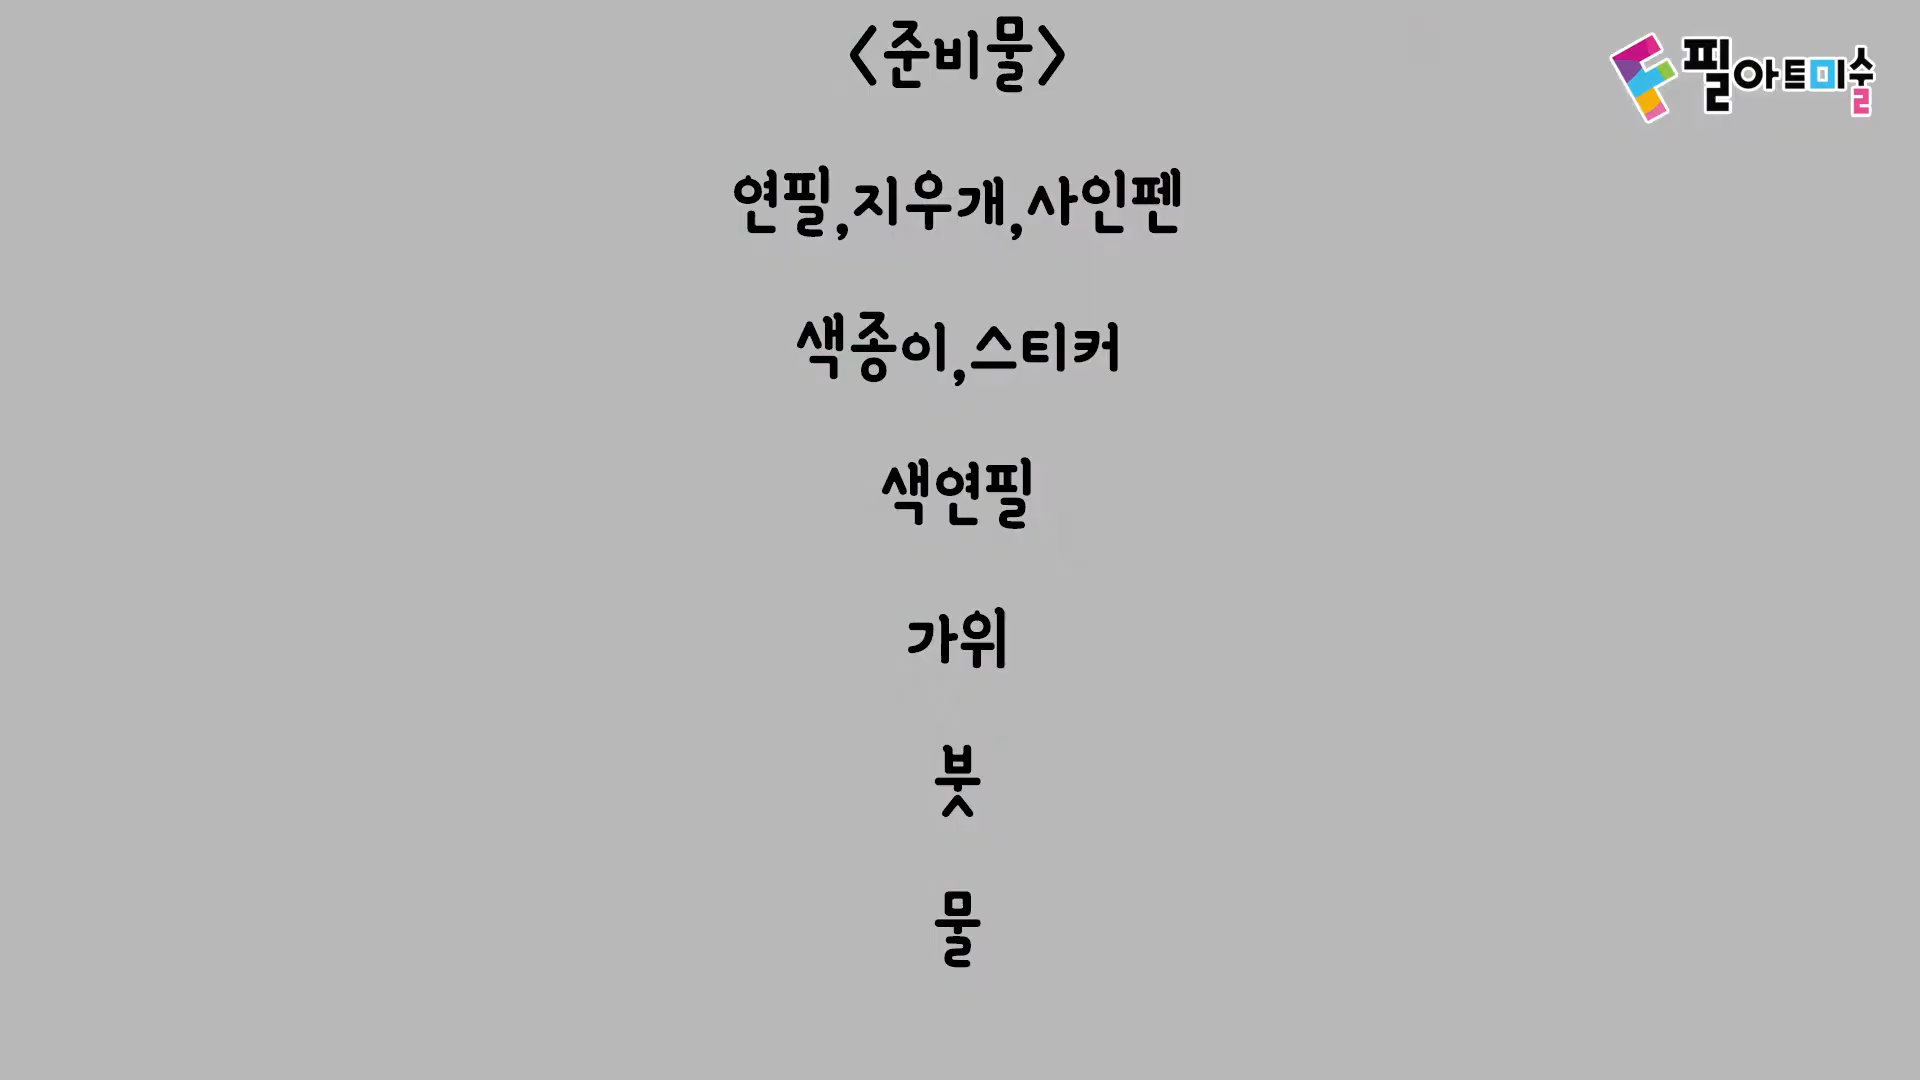 <준비물>
필아트미술
연필,지우개,사인펜
색종이,스티커
색연필
가위
붓
물